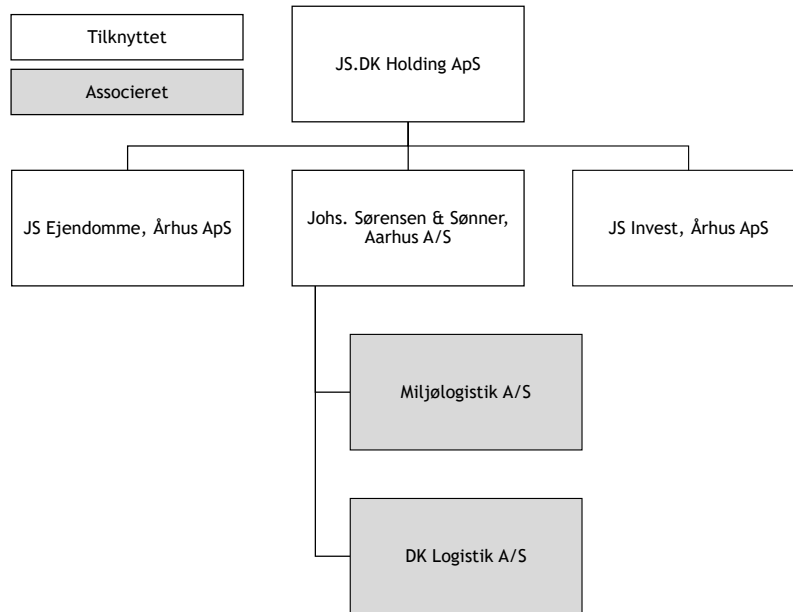 Tilknyttet
Associeret
JS.DK Holding ApS
JS Ejendomme, Århus ApS
Johs. Sørensen & Sønner,
Aarhus A/S
JS Invest, Århus ApS
Miljølogistik A/S
DK Logistik A/S